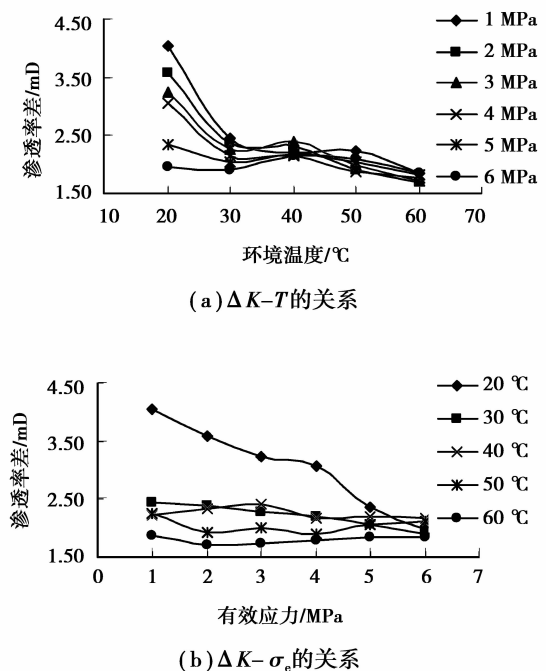 4.50
3.50
2.50
1.50
10 20 30 40 50 60 70
渗透率差/mD
环境温度/℃
1 MPa
2 MPa
3 MPa
4 MPa
5 MPa
6 MPa
(a)ΔK-T的关系
4.50
3.50
2.50
1.50
0 1 2 3 4 5 6 7
渗透率差/mD
有效应力/MPa
20 ℃
30 ℃
40 ℃
50 ℃
60 ℃
(b)ΔK-σe的关系